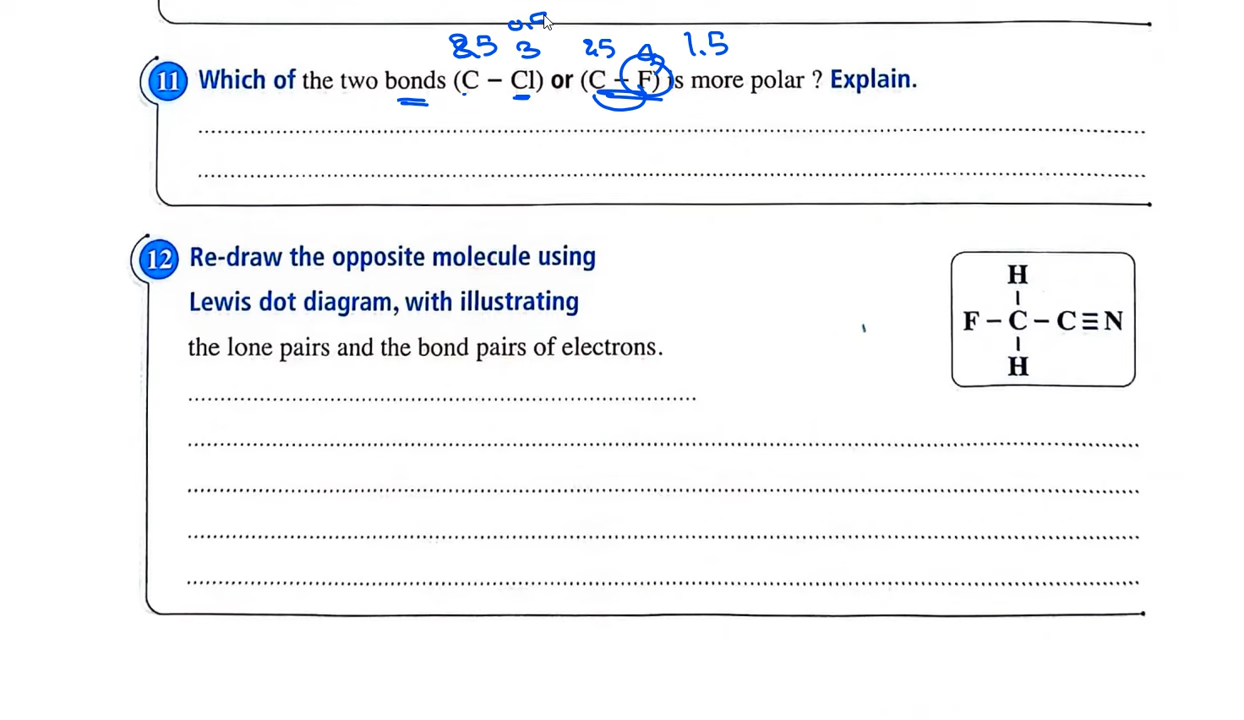 0.5
2.5 3 2.5 4 1.5
11 Which of the two bonds (C – Cl) or (C – F) is more polar ? Explain.
12 Re-draw the opposite molecule using
Lewis dot diagram, with illustrating
the lone pairs and the bond pairs of electrons.
H
F – C – C ≡ N
H